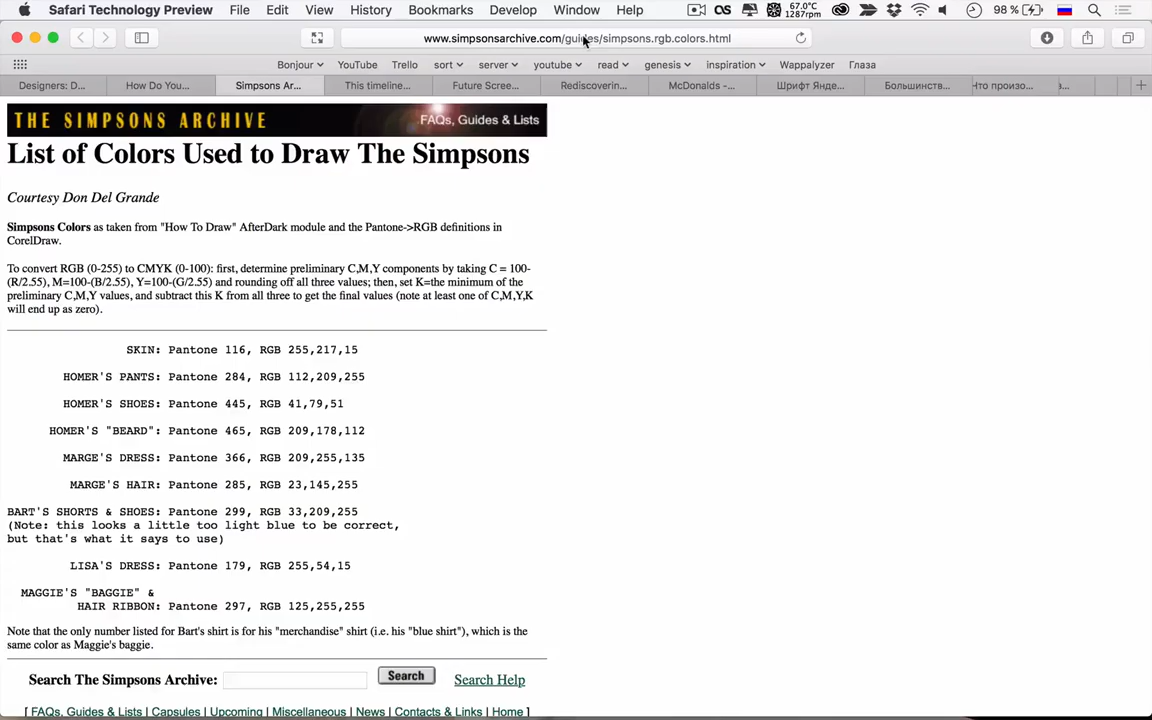 Safari Technology Preview File Edit View History Bookmarks Develop Window Help 67.0°C 1287rpm 98 %
www.simpsonsarchive.com/guides/simpsons.rgb.colors.html
Bonjour YouTube Trello sort server youtube read genesis inspiration Wappalyzer Глаза
Designers: D... How Do You... Simpsons Ar... This timeline... Future Scree... Rediscoverin... McDonalds -... Шрифт Янде... Большинств... Что произо...
THE SIMPSONS ARCHIVE FAQs, Guides & Lists
List of Colors Used to Draw The Simpsons
Courtesy Don Del Grande
Simpsons Colors as taken from "How To Draw" AfterDark module and the Pantone->RGB definitions in
CorelDraw.
To convert RGB (0-255) to CMYK (0-100): first, determine preliminary C,M,Y components by taking C = 100-
(R/2.55), M=100-(B/2.55), Y=100-(G/2.55) and rounding off all three values; then, set K=the minimum of the
preliminary C,M,Y values, and subtract this K from all three to get the final values (note at least one of C,M,Y,K
will end up as zero).
SKIN: Pantone 116, RGB 255,217,15
HOMER'S PANTS: Pantone 284, RGB 112,209,255
HOMER'S SHOES: Pantone 445, RGB 41,79,51
HOMER'S "BEARD": Pantone 465, RGB 209,178,112
MARGE'S DRESS: Pantone 366, RGB 209,255,135
MARGE'S HAIR: Pantone 285, RGB 23,145,255
BART'S SHORTS & SHOES: Pantone 299, RGB 33,209,255
(Note: this looks a little too light blue to be correct,
but that's what it says to use)
LISA'S DRESS: Pantone 179, RGB 255,54,15
MAGGIE'S "BAGGIE" &
HAIR RIBBON: Pantone 297, RGB 125,255,255
Note that the only number listed for Bart's shirt is for his "merchandise" shirt (i.e. his "blue shirt"), which is the
same color as Maggie's baggie.
Search The Simpsons Archive: Search Search Help
[ FAQs, Guides & Lists | Capsules | Upcoming | Miscellaneous | News | Contacts & Links | Home ]